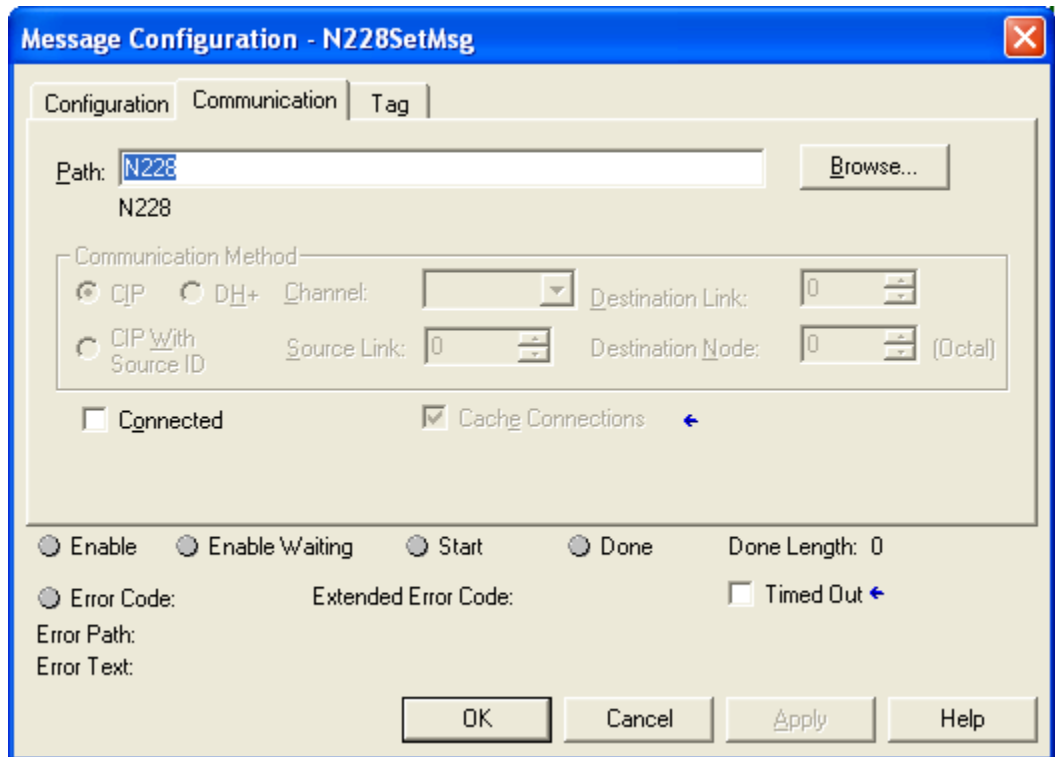 Message Configuration - N228SetMsg
Configuration Communication Tag
Path: N228 Browse...
N228
Communication Method
CIP DH+ Channel: Destination Link: 0
CIP With Source ID Source Link: 0 Destination Node: 0 (Octal)
Connected Cache Connections
Enable Enable Waiting Start Done Done Length: 0
Error Code: Extended Error Code: Timed Out
Error Path:
Error Text:
OK Cancel Apply Help